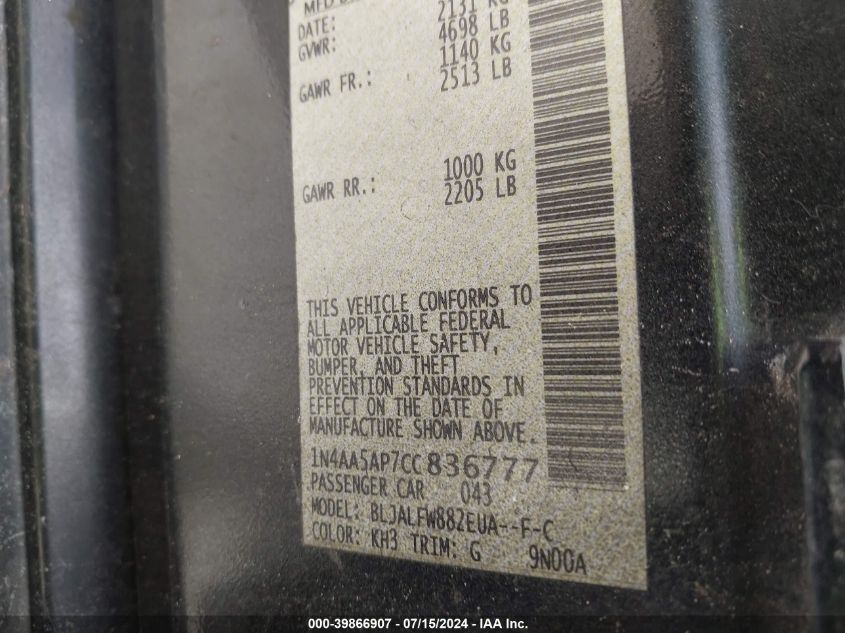 MFD
DATE:
2131 KG
GVWR: 4698 LB
1140 KG
GAWR FR.: 2513 LB
1000 KG
GAWR RR.: 2205 LB
THIS VEHICLE CONFORMS TO
ALL APPLICABLE FEDERAL
MOTOR VEHICLE SAFETY,
BUMPER, AND THEFT
PREVENTION STANDARDS IN
EFFECT ON THE DATE OF
MANUFACTURE SHOWN ABOVE.
1N4AA5AP7CC836777
PASSENGER CAR 043
MODEL: BLJALFW882EUA--F-C
COLOR: KH3 TRIM: G 9N00A
000-39866907 - 07/15/2024 - IAA Inc.